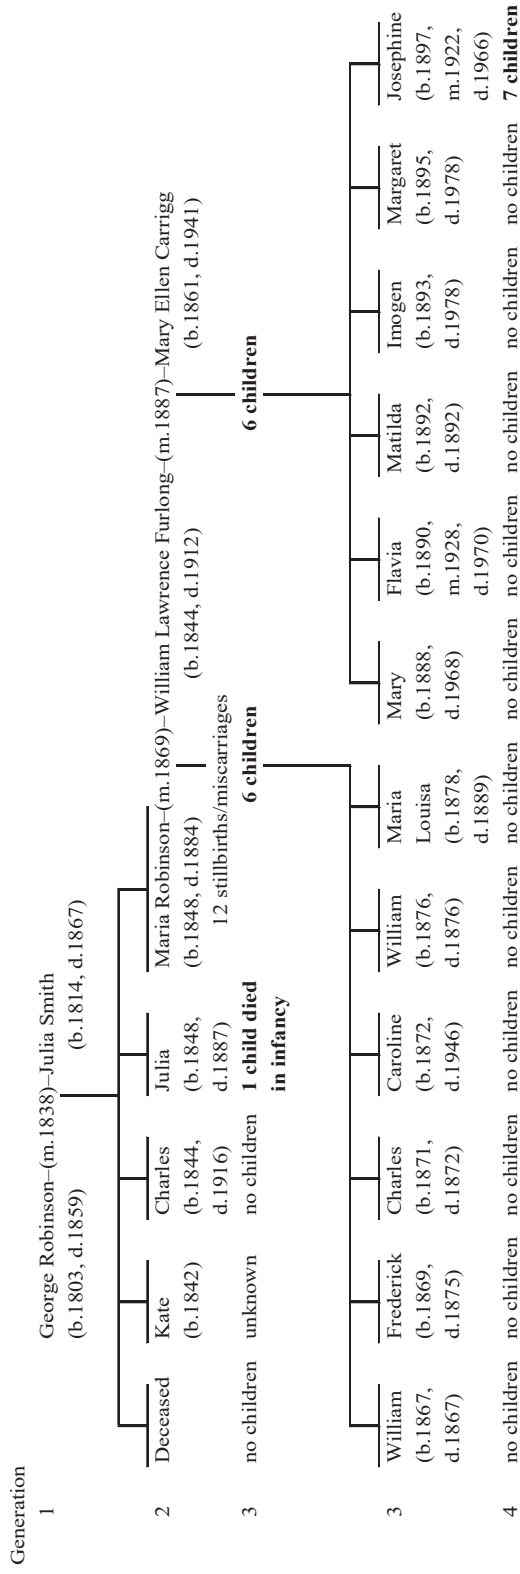 Generation
1
George Robinson–(m.1838)–Julia Smith
(b.1803, d.1859)
(b.1814, d.1867)
2
Deceased
Kate
(b.1842)
Charles
(b.1844,
d.1916)
Julia
(b.1848,
d.1887)
Maria Robinson–(m.1869)–William Lawrence Furlong–(m.1887)–Mary Ellen Carrigg
(b.1848, d.1884)
(b.1844, d.1912)
(b.1861, d.1941)
12 stillbirths/miscarriages
3
no children
unknown
no children
1 child died
in infancy
6 children
6 children
3
William
(b.1867,
d.1867)
Frederick
(b.1869,
d.1875)
Charles
(b.1871,
d.1872)
Caroline
(b.1872,
d.1946)
William
(b.1876,
d.1876)
Maria
Louisa
(b.1878,
d.1889)
Mary
(b.1888,
d.1968)
Flavia
(b.1890,
m.1928,
d.1970)
Matilda
(b.1892,
d.1892)
Imogen
(b.1893,
d.1978)
Margaret
(b.1895,
d.1978)
Josephine
(b.1897,
m.1922,
d.1966)
4
no children
no children
no children
no children
no children
no children
no children
no children
no children
no children
no children
7 children